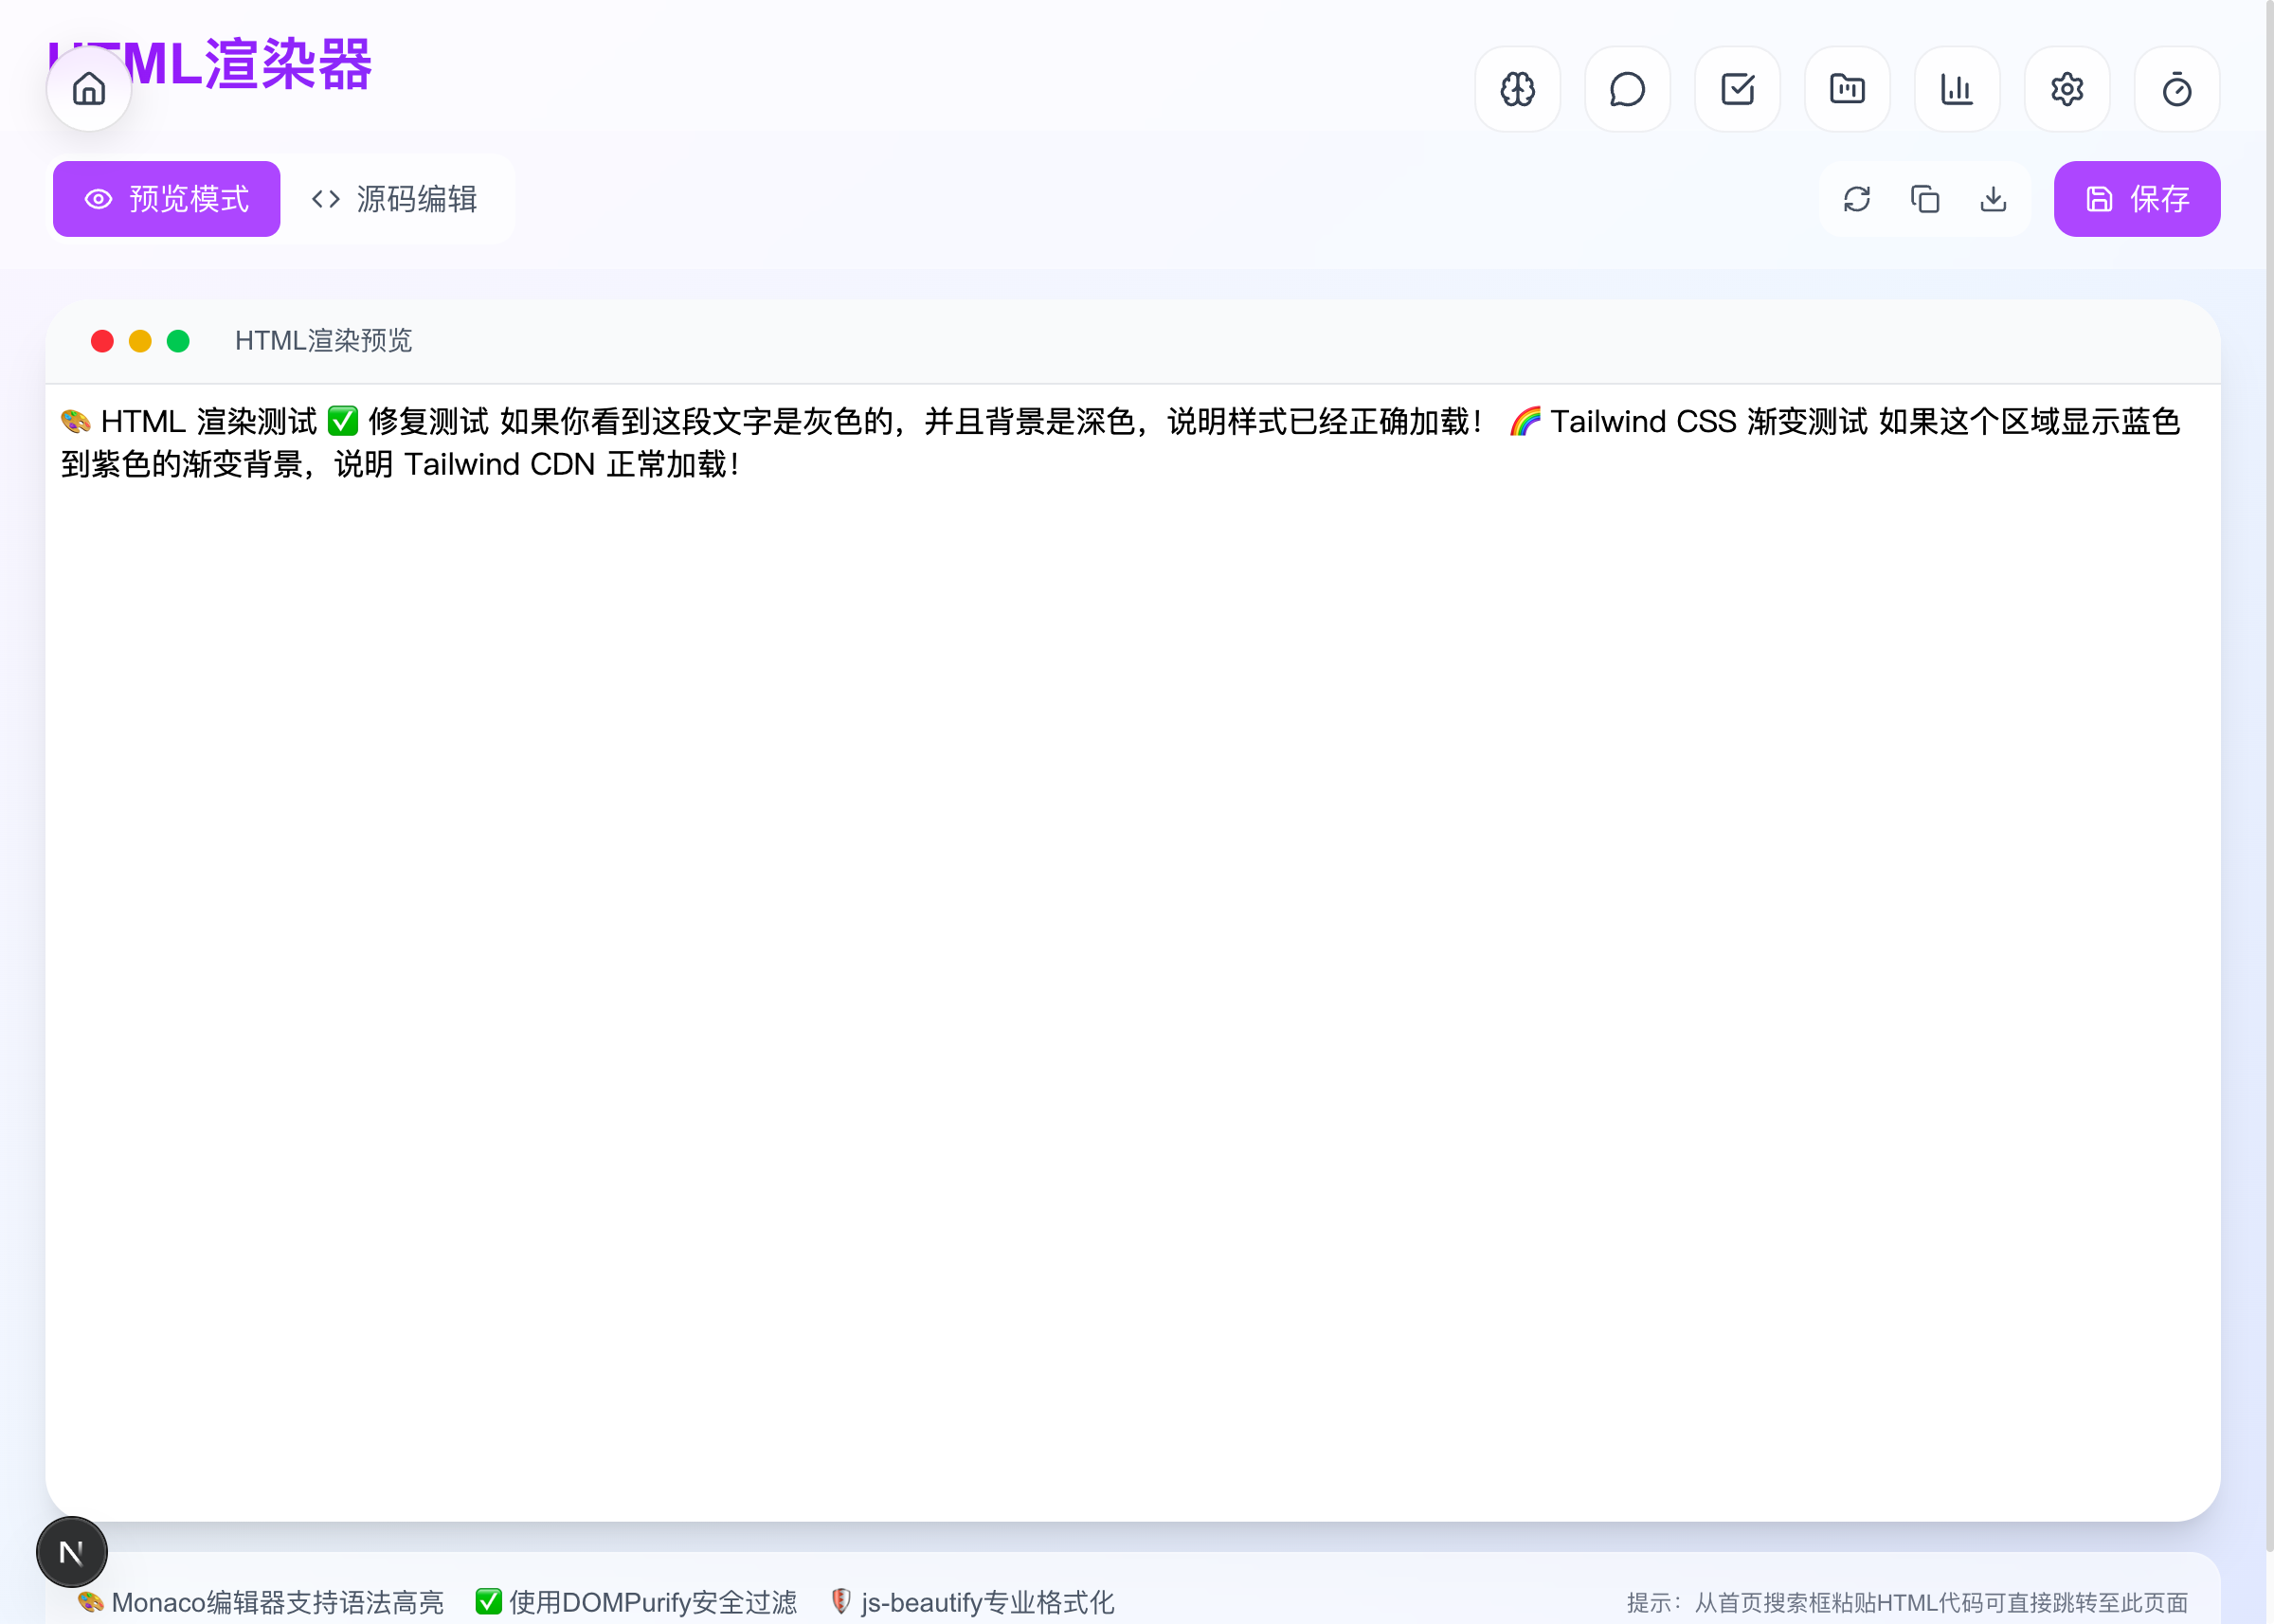 HTML渲染器
预览模式
源码编辑
保存
HTML渲染预览
🎨 HTML 渲染测试 ✅ 修复测试 如果你看到这段文字是灰色的，并且背景是深色，说明样式已经正确加载！ 🌈 Tailwind CSS 渐变测试 如果这个区域显示蓝色
到紫色的渐变背景，说明 Tailwind CDN 正常加载！
N
🎨 Monaco编辑器支持语法高亮 ✅ 使用DOMPurify安全过滤 🛡️ js-beautify专业格式化
提示：从首页搜索框粘贴HTML代码可直接跳转至此页面